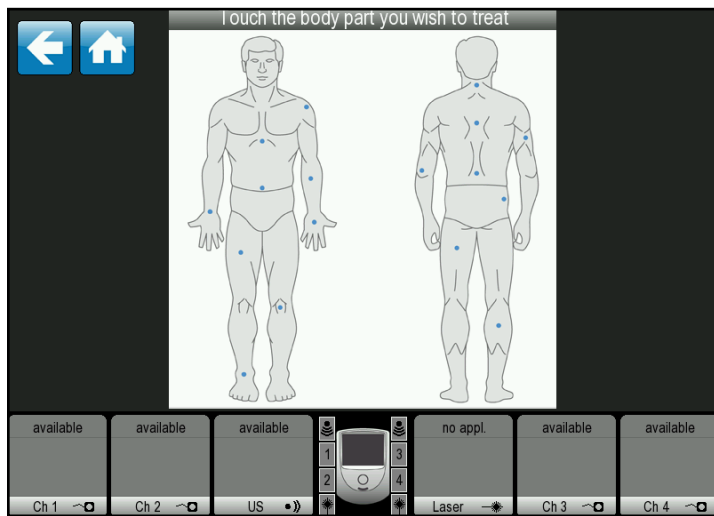 Touch the body part you wish to treat
available
available
available
no appl.
available
available
1
3
2
4
Ch 1
Ch 2
US
Laser
Ch 3
Ch 4